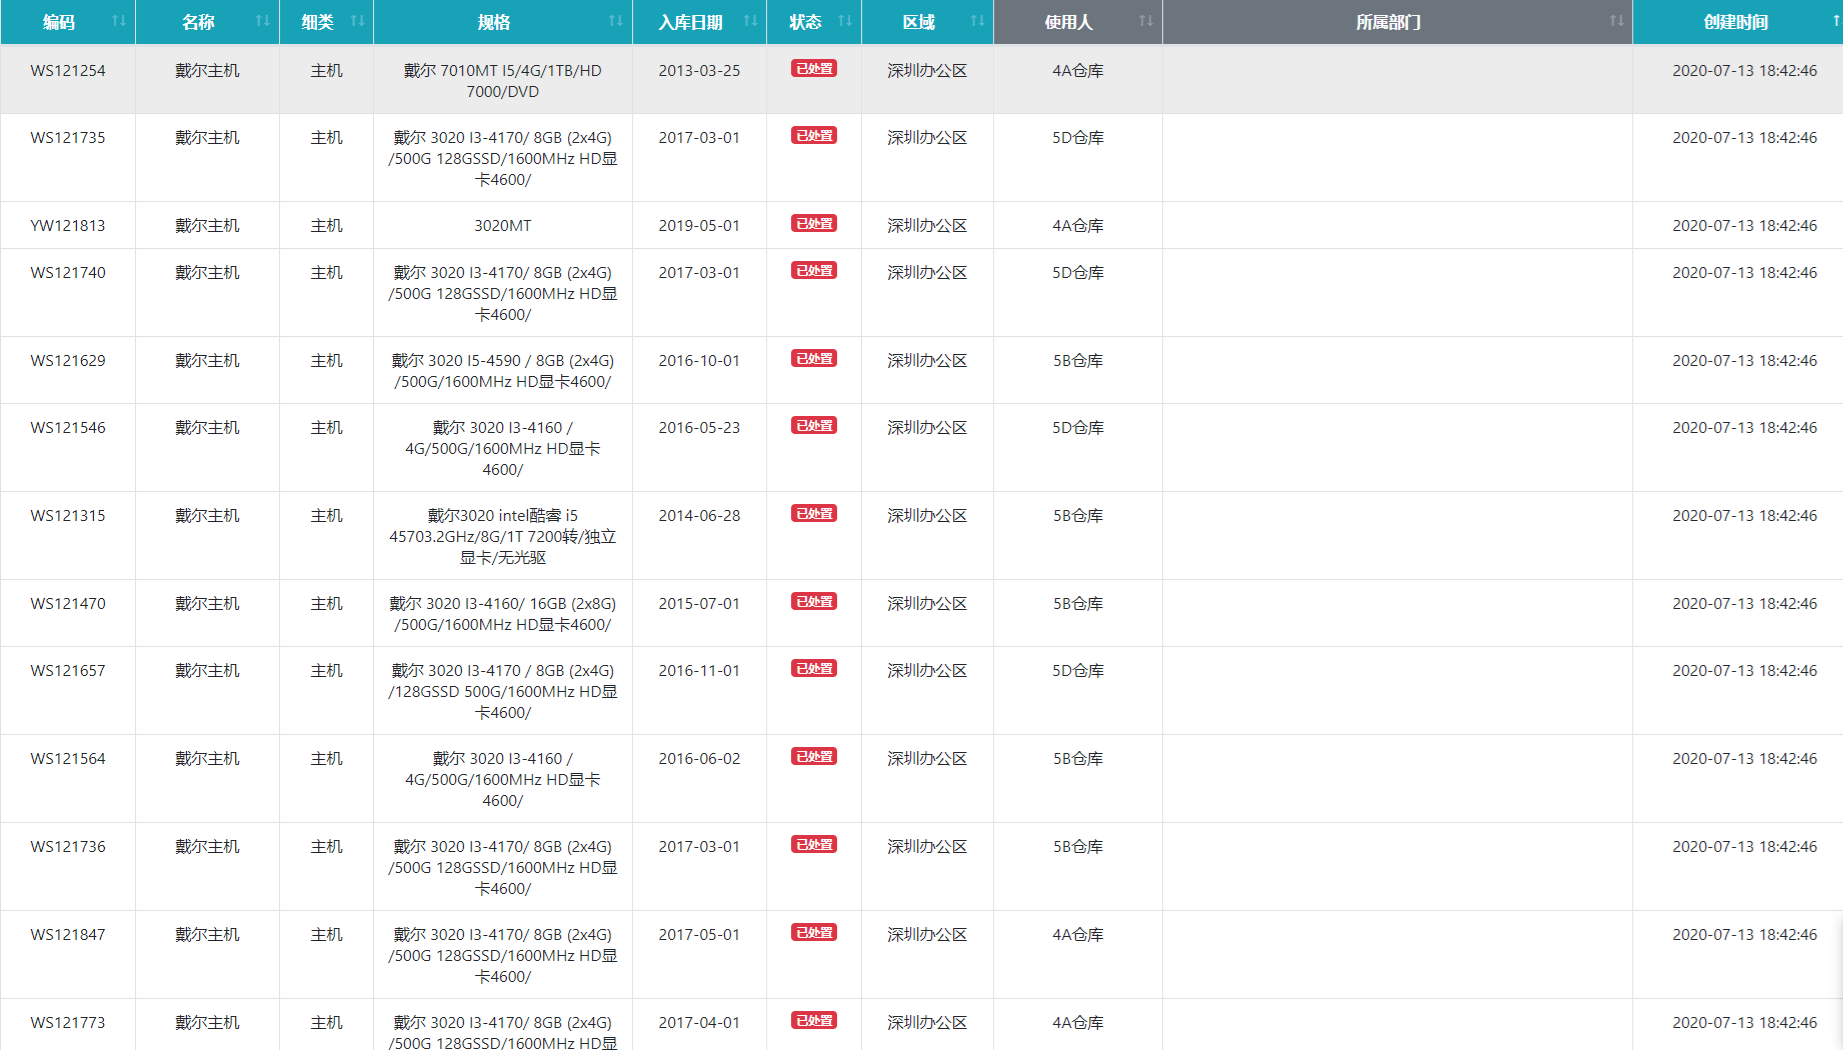 编码 名称 细类 规格 入库日期 状态 区域 使用人 所属部门 创建时间
WS121254 戴尔主机 主机 戴尔 7010MT I5/4G/1TB/HD 2013-03-25 已处置 深圳办公区 4A仓库 2020-07-13 18:42:46
7000/DVD
WS121735 戴尔主机 主机 戴尔 3020 I3-4170/ 8GB (2x4G) 2017-03-01 已处置 深圳办公区 5D仓库 2020-07-13 18:42:46
/500G 128GSSD/1600MHz HD显
卡4600/
YW121813 戴尔主机 主机 3020MT 2019-05-01 已处置 深圳办公区 4A仓库 2020-07-13 18:42:46
WS121740 戴尔主机 主机 戴尔 3020 I3-4170/ 8GB (2x4G) 2017-03-01 已处置 深圳办公区 5D仓库 2020-07-13 18:42:46
/500G 128GSSD/1600MHz HD显
卡4600/
WS121629 戴尔主机 主机 戴尔 3020 I5-4590 / 8GB (2x4G) 2016-10-01 已处置 深圳办公区 5B仓库 2020-07-13 18:42:46
/500G/1600MHz HD显卡4600/
WS121546 戴尔主机 主机 戴尔 3020 I3-4160 / 2016-05-23 已处置 深圳办公区 5D仓库 2020-07-13 18:42:46
4G/500G/1600MHz HD显卡
4600/
WS121315 戴尔主机 主机 戴尔3020 intel酷睿 i5 2014-06-28 已处置 深圳办公区 5B仓库 2020-07-13 18:42:46
45703.2GHz/8G/1T 7200转/独立
显卡/无光驱
WS121470 戴尔主机 主机 戴尔 3020 I3-4160/ 16GB (2x8G) 2015-07-01 已处置 深圳办公区 5B仓库 2020-07-13 18:42:46
/500G/1600MHz HD显卡4600/
WS121657 戴尔主机 主机 戴尔 3020 I3-4170 / 8GB (2x4G) 2016-11-01 已处置 深圳办公区 5D仓库 2020-07-13 18:42:46
/128GSSD 500G/1600MHz HD显
卡4600/
WS121564 戴尔主机 主机 戴尔 3020 I3-4160 / 2016-06-02 已处置 深圳办公区 5B仓库 2020-07-13 18:42:46
4G/500G/1600MHz HD显卡
4600/
WS121736 戴尔主机 主机 戴尔 3020 I3-4170/ 8GB (2x4G) 2017-03-01 已处置 深圳办公区 5B仓库 2020-07-13 18:42:46
/500G 128GSSD/1600MHz HD显
卡4600/
WS121847 戴尔主机 主机 戴尔 3020 I3-4170/ 8GB (2x4G) 2017-05-01 已处置 深圳办公区 4A仓库 2020-07-13 18:42:46
/500G 128GSSD/1600MHz HD显
卡4600/
WS121773 戴尔主机 主机 戴尔 3020 I3-4170/ 8GB (2x4G) 2017-04-01 已处置 深圳办公区 4A仓库 2020-07-13 18:42:46
/500G 128GSSD/1600MHz HD显